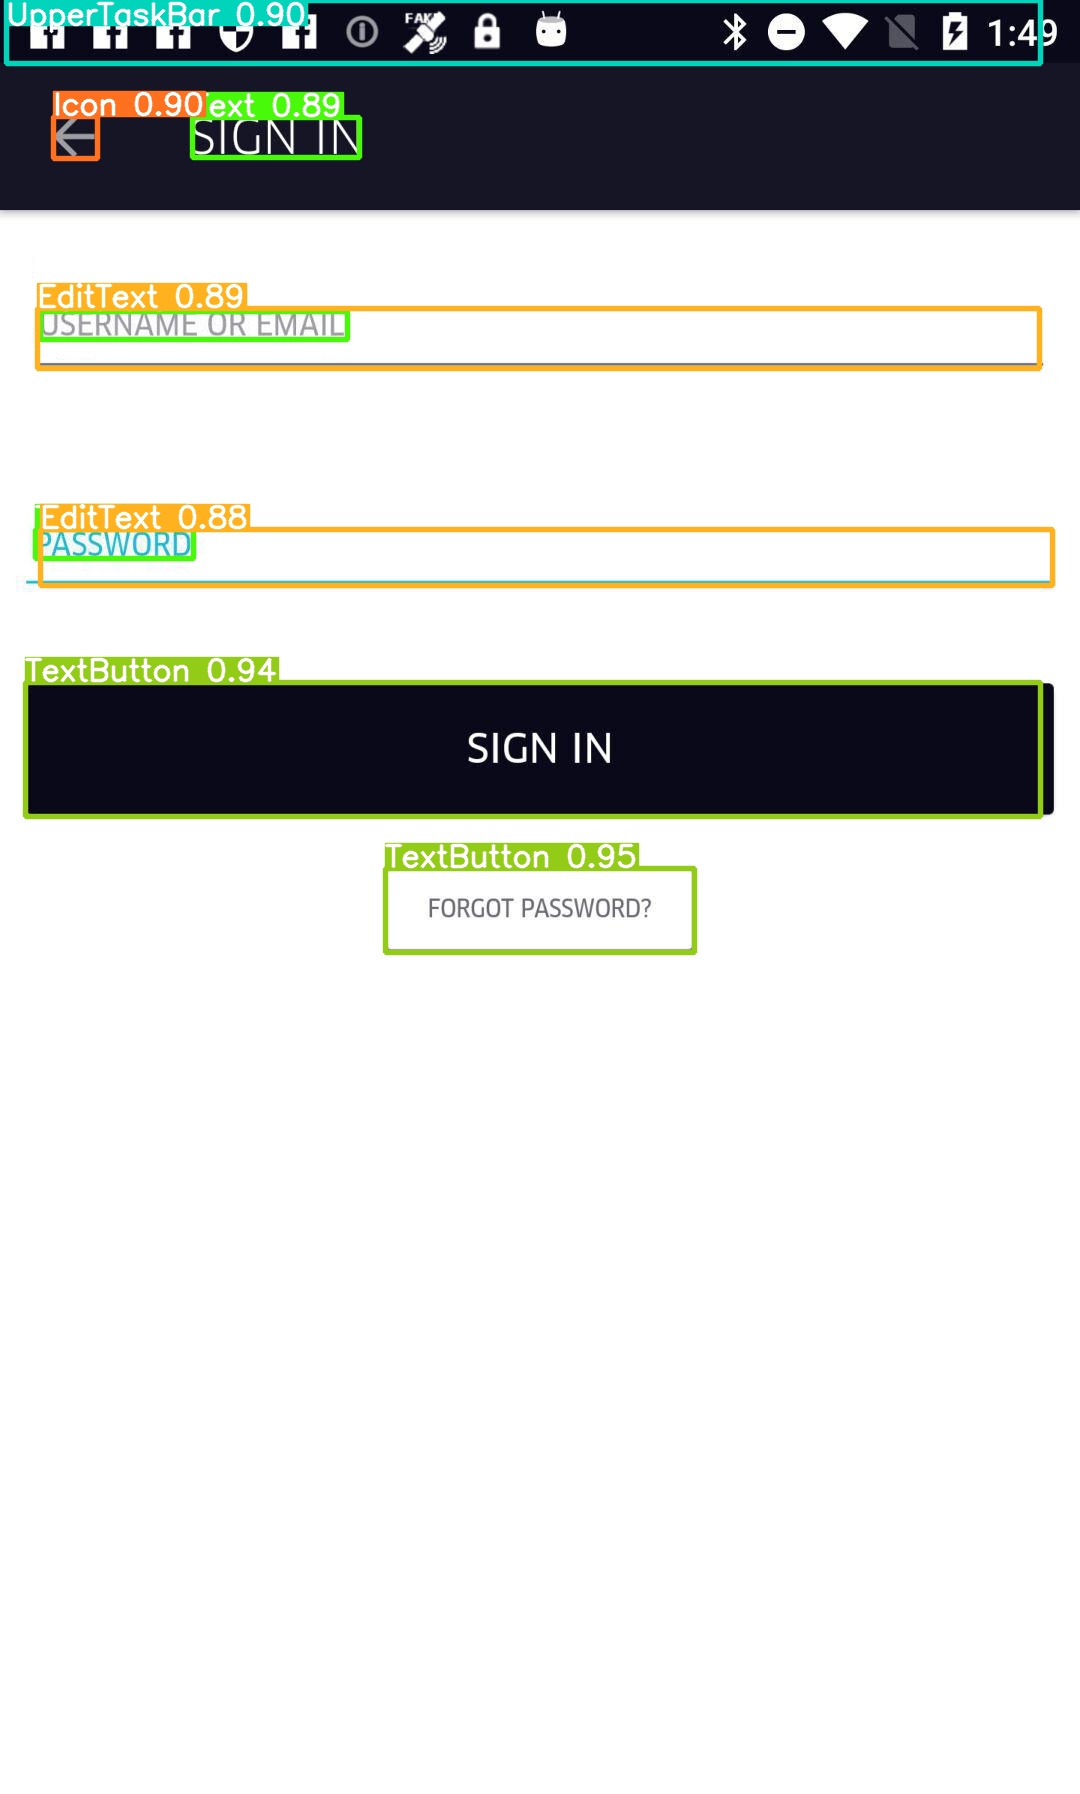 UpperTaskBar 0.90
FAKE
1:49
Icon 0.90 Text 0.89
SIGN IN
EditText 0.89
USERNAME OR EMAIL
EditText 0.88
PASSWORD
TextButton 0.94
SIGN IN
TextButton 0.95
FORGOT PASSWORD?